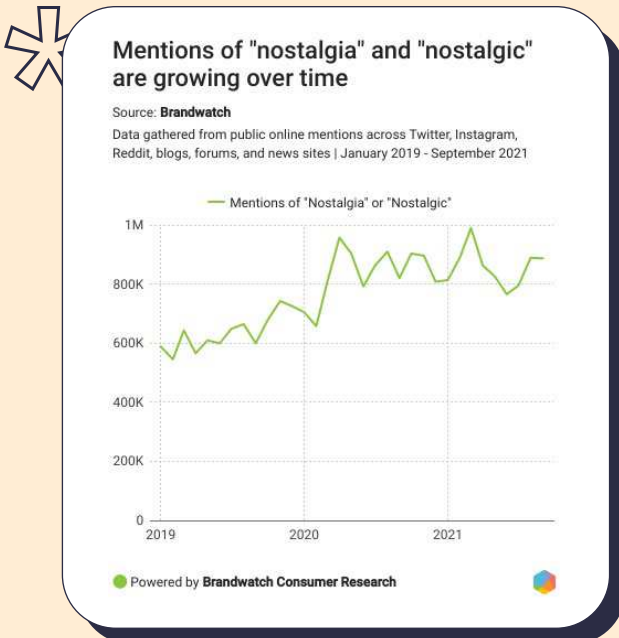 Mentions of "nostalgia" and "nostalgic"
are growing over time
Source: Brandwatch
Data gathered from public online mentions across Twitter, Instagram,
Reddit, blogs, forums, and news sites | January 2019 - September 2021
Mentions of "Nostalgia" or "Nostalgic"
1M
800K
600K
400K
200K
0
2019 2020 2021
Powered by Brandwatch Consumer Research